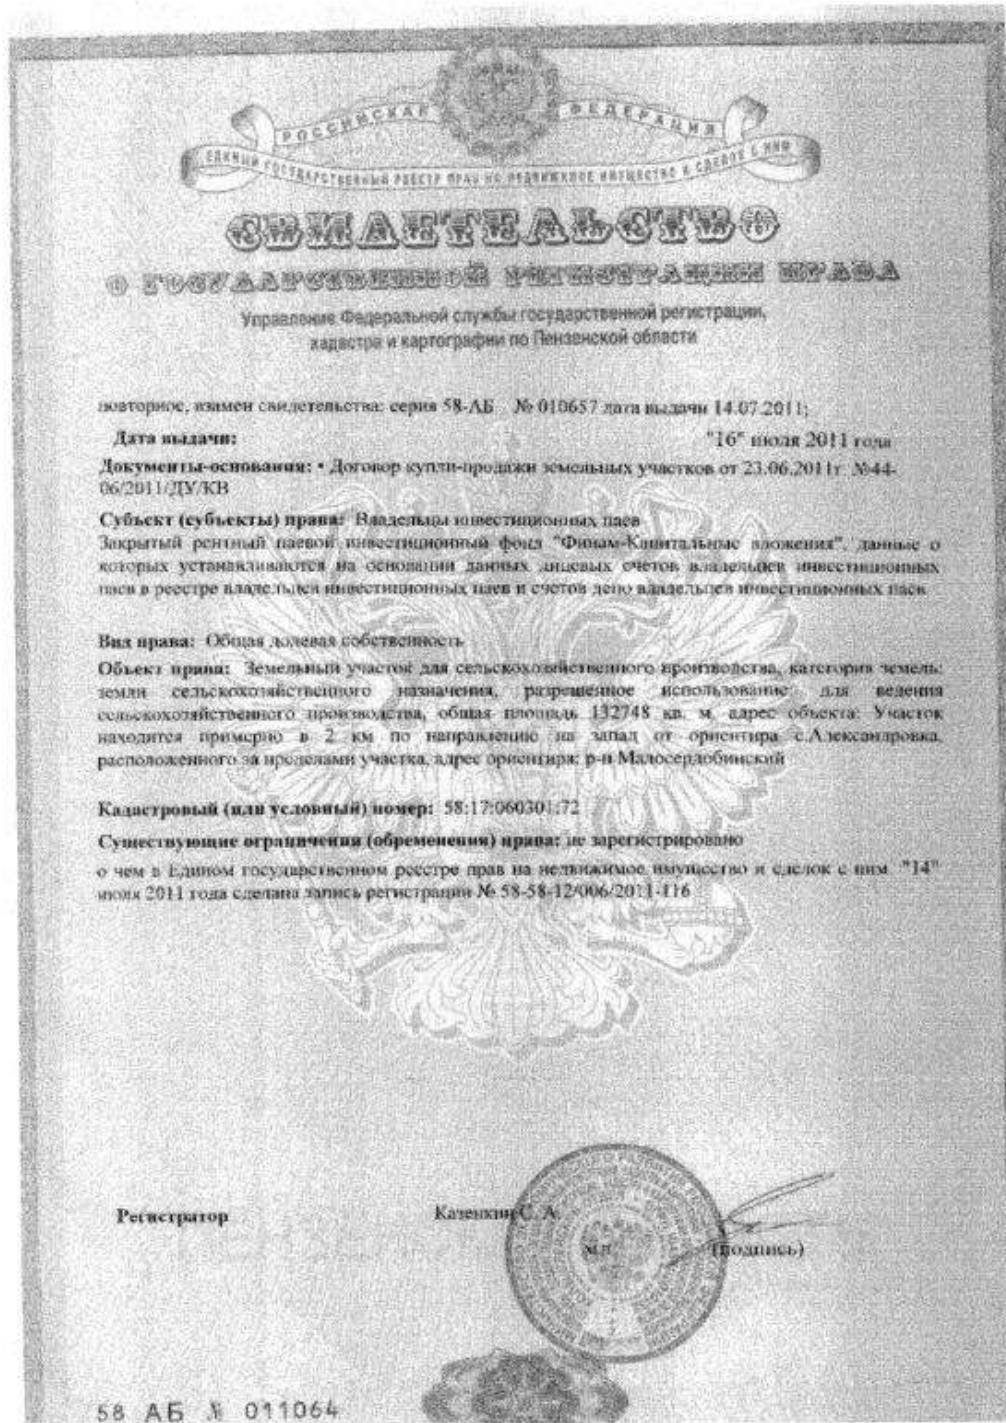 РОССИЙСКАЯ ФЕДЕРАЦИЯ
ЕДИНЫЙ ГОСУДАРСТВЕННЫЙ РЕЕСТР ПРАВ НА НЕДВИЖИМОЕ ИМУЩЕСТВО И СДЕЛОК С НИМ
СВИДЕТЕЛЬСТВО
О ГОСУДАРСТВЕННОЙ РЕГИСТРАЦИИ ПРАВА
Управление Федеральной службы государственной регистрации,
кадастра и картографии по Пензенской области
повторное, взамен свидетельства: серия 58-АБ № 010657 дата выдачи 14.07.2011;
Дата выдачи: "16" июля 2011 года
Документы-основания: • Договор купли-продажи земельных участков от 23.06.2011г. №44-
06/2011/ДУ/КВ
Субъект (субъекты) права: Владельцы инвестиционных паев
Закрытый рентный паевой инвестиционный фонд "Финам-Капитальные вложения", данные о
которых устанавливаются на основании данных лицевых счетов владельцев инвестиционных
паев в реестре владельцев инвестиционных паев и счетов депо владельцев инвестиционных паев
Вид права: Общая долевая собственность
Объект права: Земельный участок для сельскохозяйственного производства, категория земель:
земли сельскохозяйственного назначения, разрешенное использование: для ведения
сельскохозяйственного производства, общая площадь 132748 кв. м, адрес объекта: Участок
находится примерно в 2 км по направлению на запад от ориентира с.Александровка,
расположенного за пределами участка, адрес ориентира: р-н Малосердобинский
Кадастровый (или условный) номер: 58:17:060301:72
Существующие ограничения (обременения) права: не зарегистрировано
о чем в Едином государственном реестре прав на недвижимое имущество и сделок с ним "14"
июля 2011 года сделана запись регистрации № 58-58-12/006/2011-116
Регистратор Казенкин С. А.
м.п. (подпись)
58 АБ № 011064